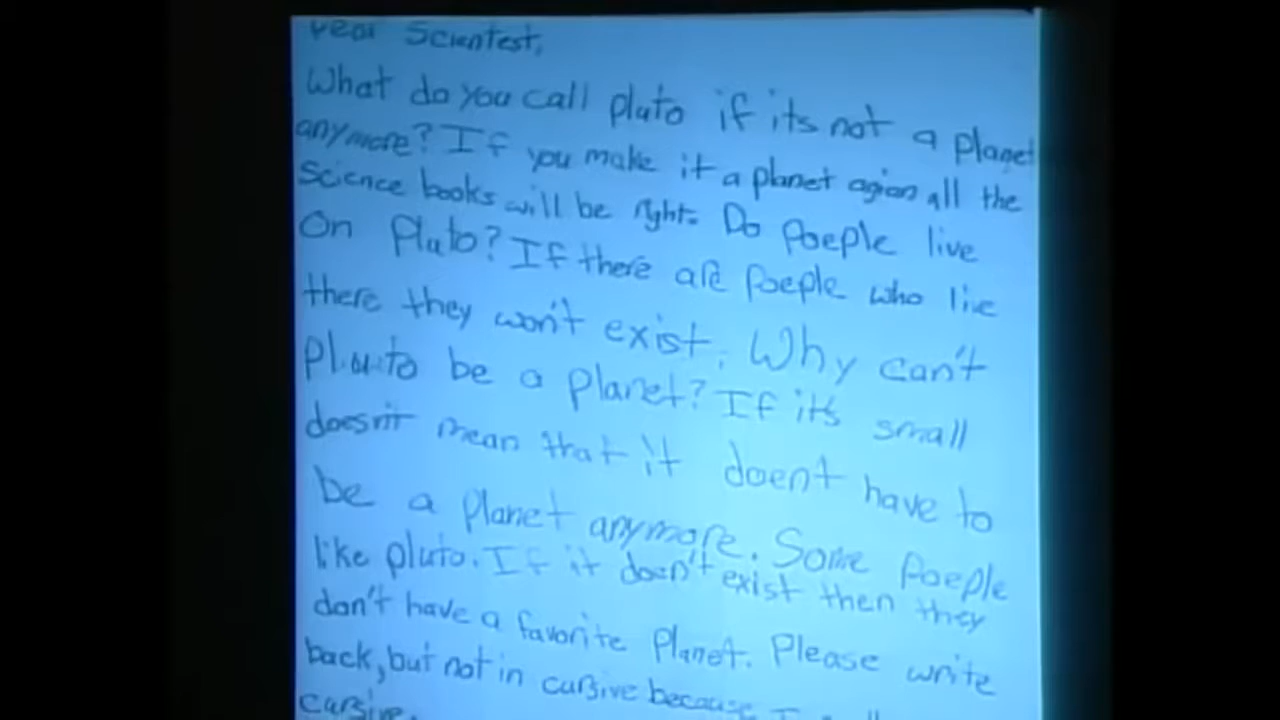 Dear Scientest,
What do you call pluto if its not a planet
anymore? If you make it a planet agian all the
Science books will be right. Do poeple live
On Pluto? If there are poeple who live
there they won't exist. Why can't
Pluto be a planet? If it's small
doesn't mean that it doent have to
be a planet anymore. Some poeple
like pluto. If it doen't exist then they
don't have a favorite Planet. Please write
back, but not in cursive because I
cursive.